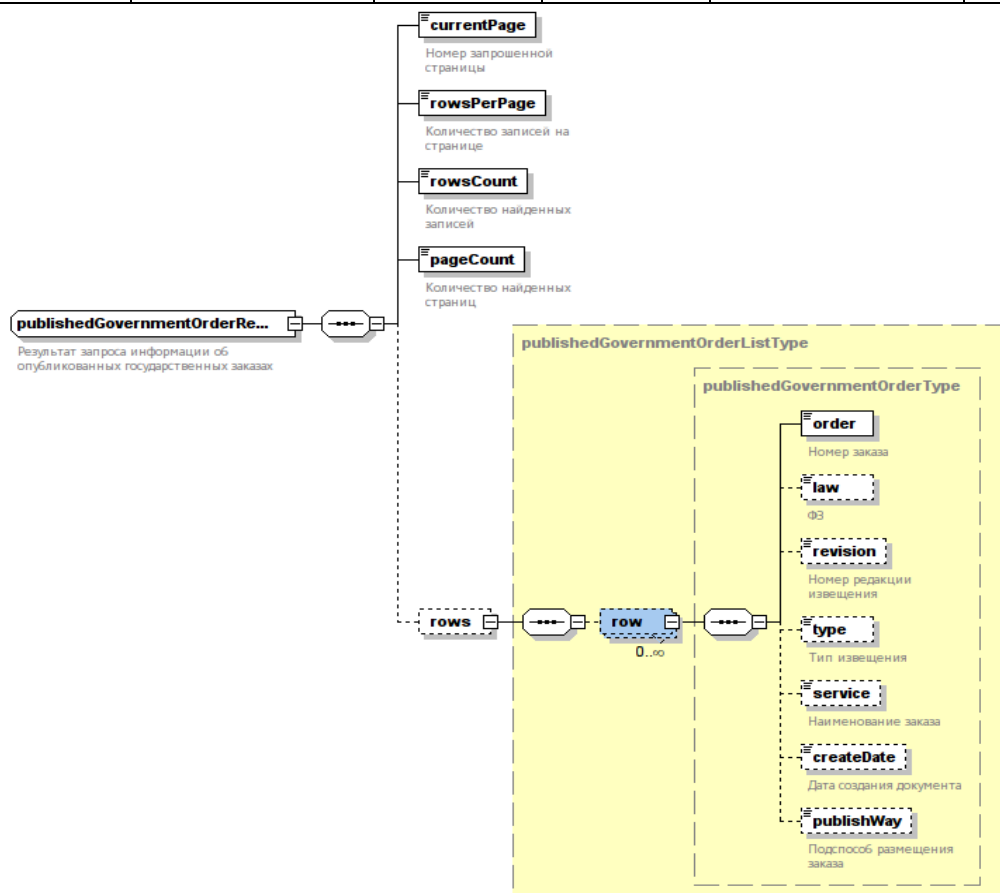 currentPage
Номер запрошенной
страницы
rowsPerPage
Количество записей на
странице
rowsCount
Количество найденных
записей
pageCount
Количество найденных
страниц
publishedGovernmentOrderRe...
Результат запроса информации об
опубликованных государственных заказах
publishedGovernmentOrderListType
publishedGovernmentOrderType
order
Номер заказа
law
ФЗ
revision
Номер редакции
извещения
rows
row
0..∞
type
Тип извещения
service
Наименование заказа
createDate
Дата создания документа
publishWay
Подспособ размещения
заказа